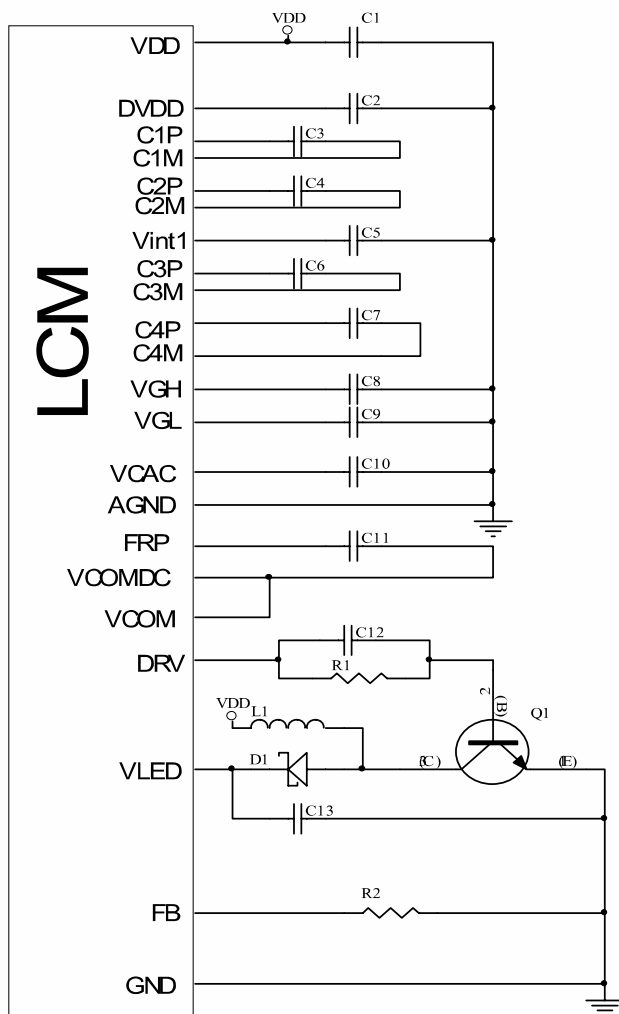 VDD
C1
VDD
DVDD
C2
C1P
C3
C1M
C2P
C4
C2M
Vint1
C5
C3P
C6
C3M
C7
C4P
C4M
LCM
VGH
C8
VGL
C9
VCAC
C10
AGND
FRP
C11
VCOMDC
VCOM
C12
DRV
R1
2
(B)
Q1
VDD
L1
D1
VLED
(C)
(E)
C13
R2
FB
GND